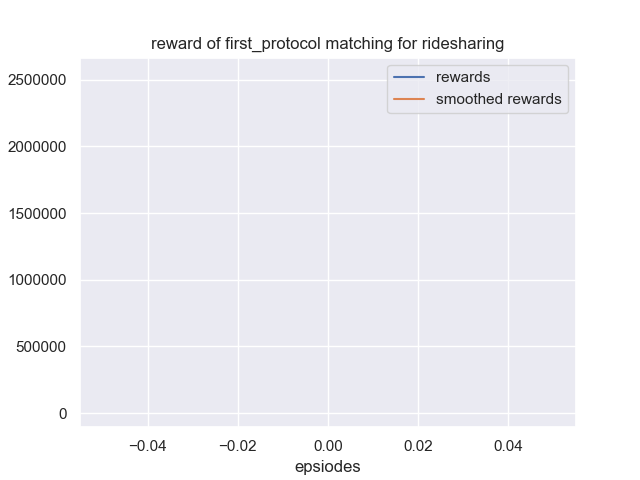 reward of first_protocol matching for ridesharing
rewards
smoothed rewards
2500000
2000000
1500000
1000000
500000
0
−0.04 −0.02 0.00 0.02 0.04
epsiodes